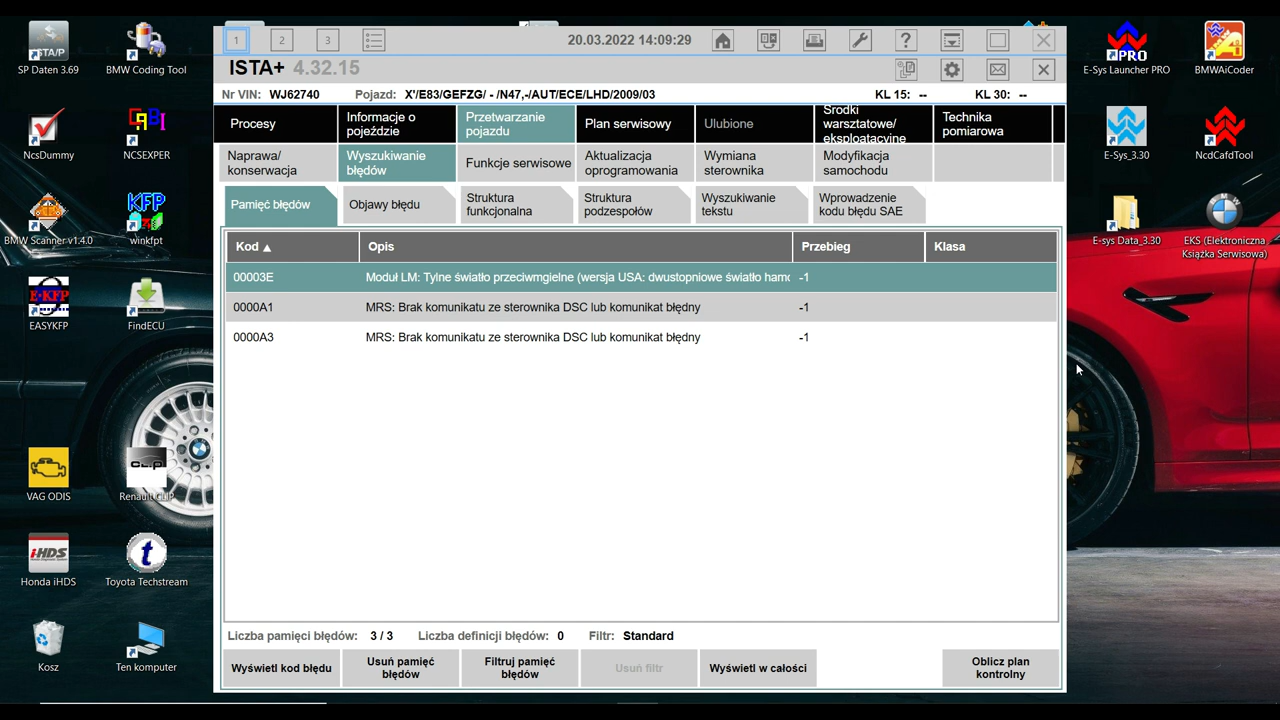 STA/P
SP Daten 3.69
BMW Coding Tool
NcsDummy
NCSEXPER
BMW Scanner v1.4.0
KFP
winkfpt
E-KFP
EASYKFP
FindECU
VAG ODIS
CLIP
Renault CLIP
i-HDS
Honda iHDS
t
Toyota Techstream
Kosz
Ten komputer
1
2
3
20.03.2022 14:09:29
ISTA+ 4.32.15
Nr VIN: WJ62740 Pojazd: X'/E83/GEFZG/ - /N47,-/AUT/ECE/LHD/2009/03 KL 15: -- KL 30: --
Procesy
Informacje o
pojeździe
Przetwarzanie
pojazdu
Plan serwisowy
Ulubione
Środki
warsztatowe/
eksploatacyjne
Technika
pomiarowa
Naprawa/
konserwacja
Wyszukiwanie
błędów
Funkcje serwisowe
Aktualizacja
oprogramowania
Wymiana
sterownika
Modyfikacja
samochodu
Pamięć błędów
Objawy błędu
Struktura
funkcjonalna
Struktura
podzespołów
Wyszukiwanie
tekstu
Wprowadzenie
kodu błędu SAE
Kod ▲ Opis Przebieg Klasa
00003E Moduł LM: Tylne światło przeciwmgielne (wersja USA: dwustopniowe światło hamc -1
0000A1 MRS: Brak komunikatu ze sterownika DSC lub komunikat błędny -1
0000A3 MRS: Brak komunikatu ze sterownika DSC lub komunikat błędny -1
Liczba pamięci błędów: 3 / 3 Liczba definicji błędów: 0 Filtr: Standard
Wyświetl kod błędu
Usuń pamięć
błędów
Filtruj pamięć
błędów
Usuń filtr
Wyświetl w całości
Oblicz plan
kontrolny
PRO
E-Sys Launcher PRO
BMWAiCoder
E-Sys_3.30
NcdCafdTool
E-sys Data_3.30
EKS (Elektroniczna
Książka Serwisowa)